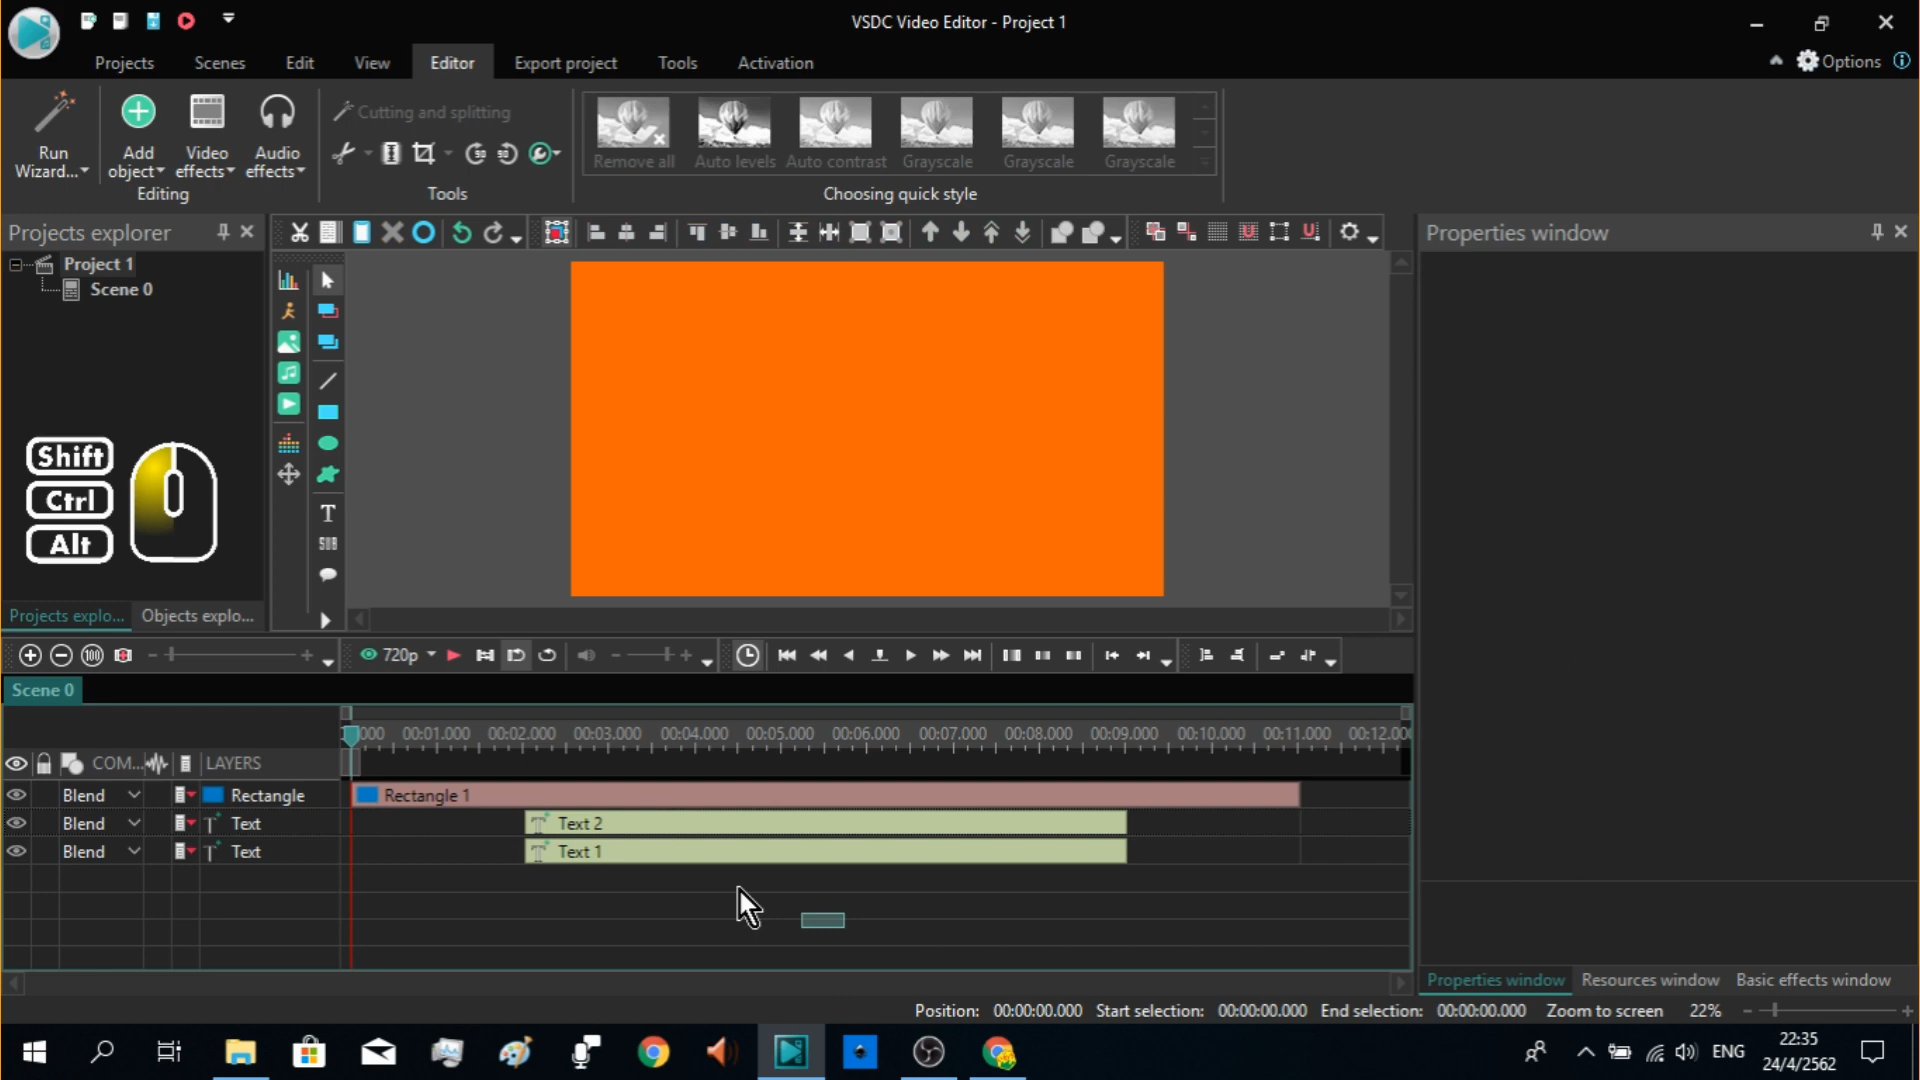 VSDC Video Editor - Project 1
Projects Scenes Edit View Editor Export project Tools Activation
Options
Run Wizard...
Add object
Video effects
Audio effects
Editing
Cutting and splitting
Tools
Remove all Auto levels Auto contrast Grayscale Grayscale Grayscale
Choosing quick style
Projects explorer
Project 1
Scene 0
Properties window
Shift
Ctrl
Alt
T
SUB
Projects explo... Objects explo...
100 720p
Scene 0
000 00:01.000 00:02.000 00:03.000 00:04.000 00:05.000 00:06.000 00:07.000 00:08.000 00:09.000 00:10.000 00:11.000 00:12.000
COM... LAYERS
Blend Rectangle Rectangle 1
Blend Text Text 2
Blend Text Text 1
Properties window Resources window Basic effects window
Position: 00:00:00.000 Start selection: 00:00:00.000 End selection: 00:00:00.000 Zoom to screen 22%
ENG
22:35
24/4/2562